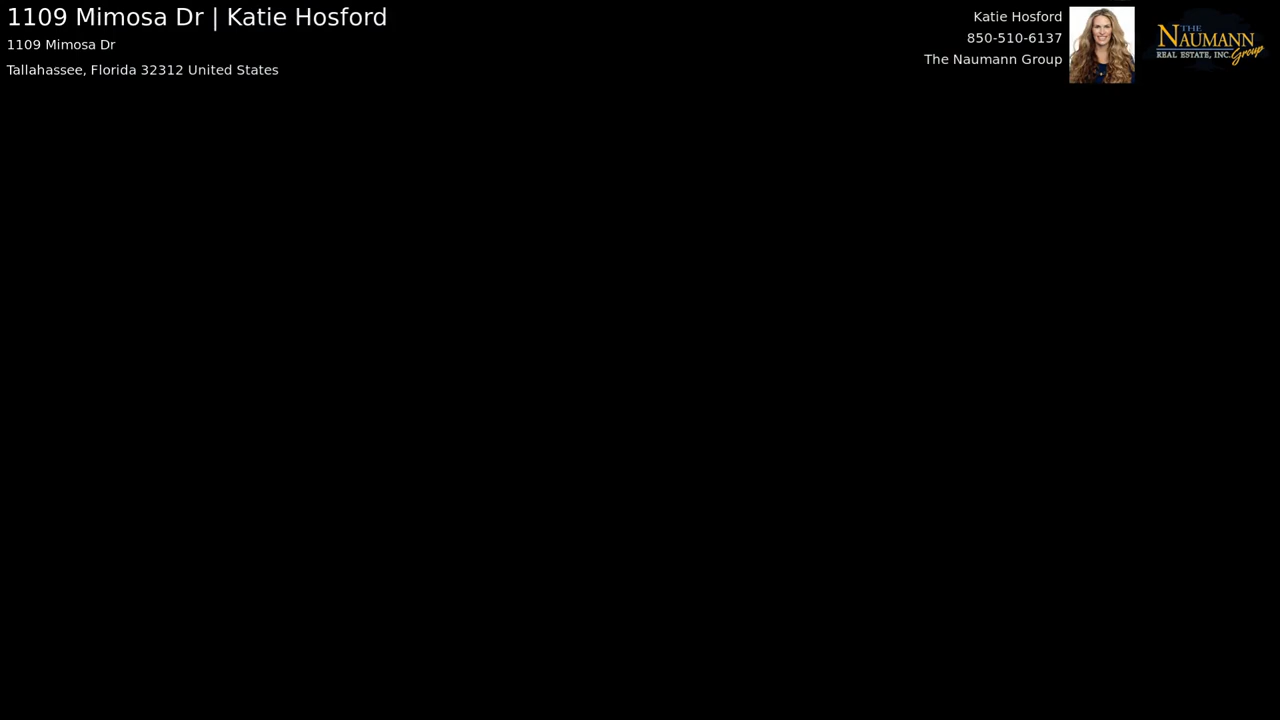 1109 Mimosa Dr | Katie Hosford
1109 Mimosa Dr
Tallahassee, Florida 32312 United States
Katie Hosford
850-510-6137
The Naumann Group
THE
NAUMANN
REAL ESTATE, INC. Group